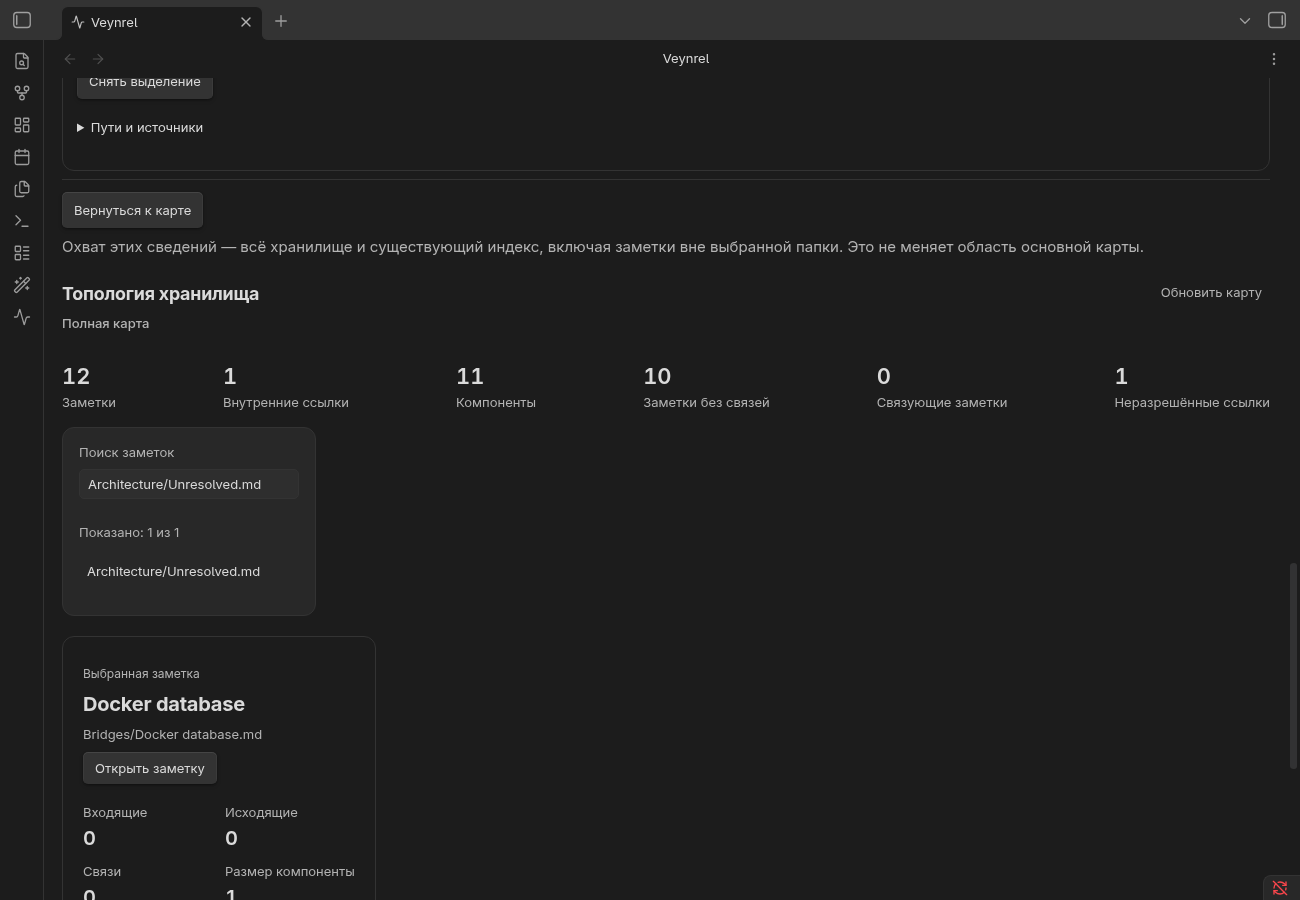 Veynrel
Veynrel
Снять выделение
Пути и источники
Вернуться к карте
Охват этих сведений — всё хранилище и существующий индекс, включая заметки вне выбранной папки. Это не меняет область основной карты.
Топология хранилища
Обновить карту
Полная карта
12
1
11
10
0
1
Заметки
Внутренние ссылки
Компоненты
Заметки без связей
Связующие заметки
Неразрешённые ссылки
Поиск заметок
Architecture/Unresolved.md
Показано: 1 из 1
Architecture/Unresolved.md
Выбранная заметка
Docker database
Bridges/Docker database.md
Открыть заметку
Входящие
Исходящие
0
0
Связи
Размер компоненты
0
1